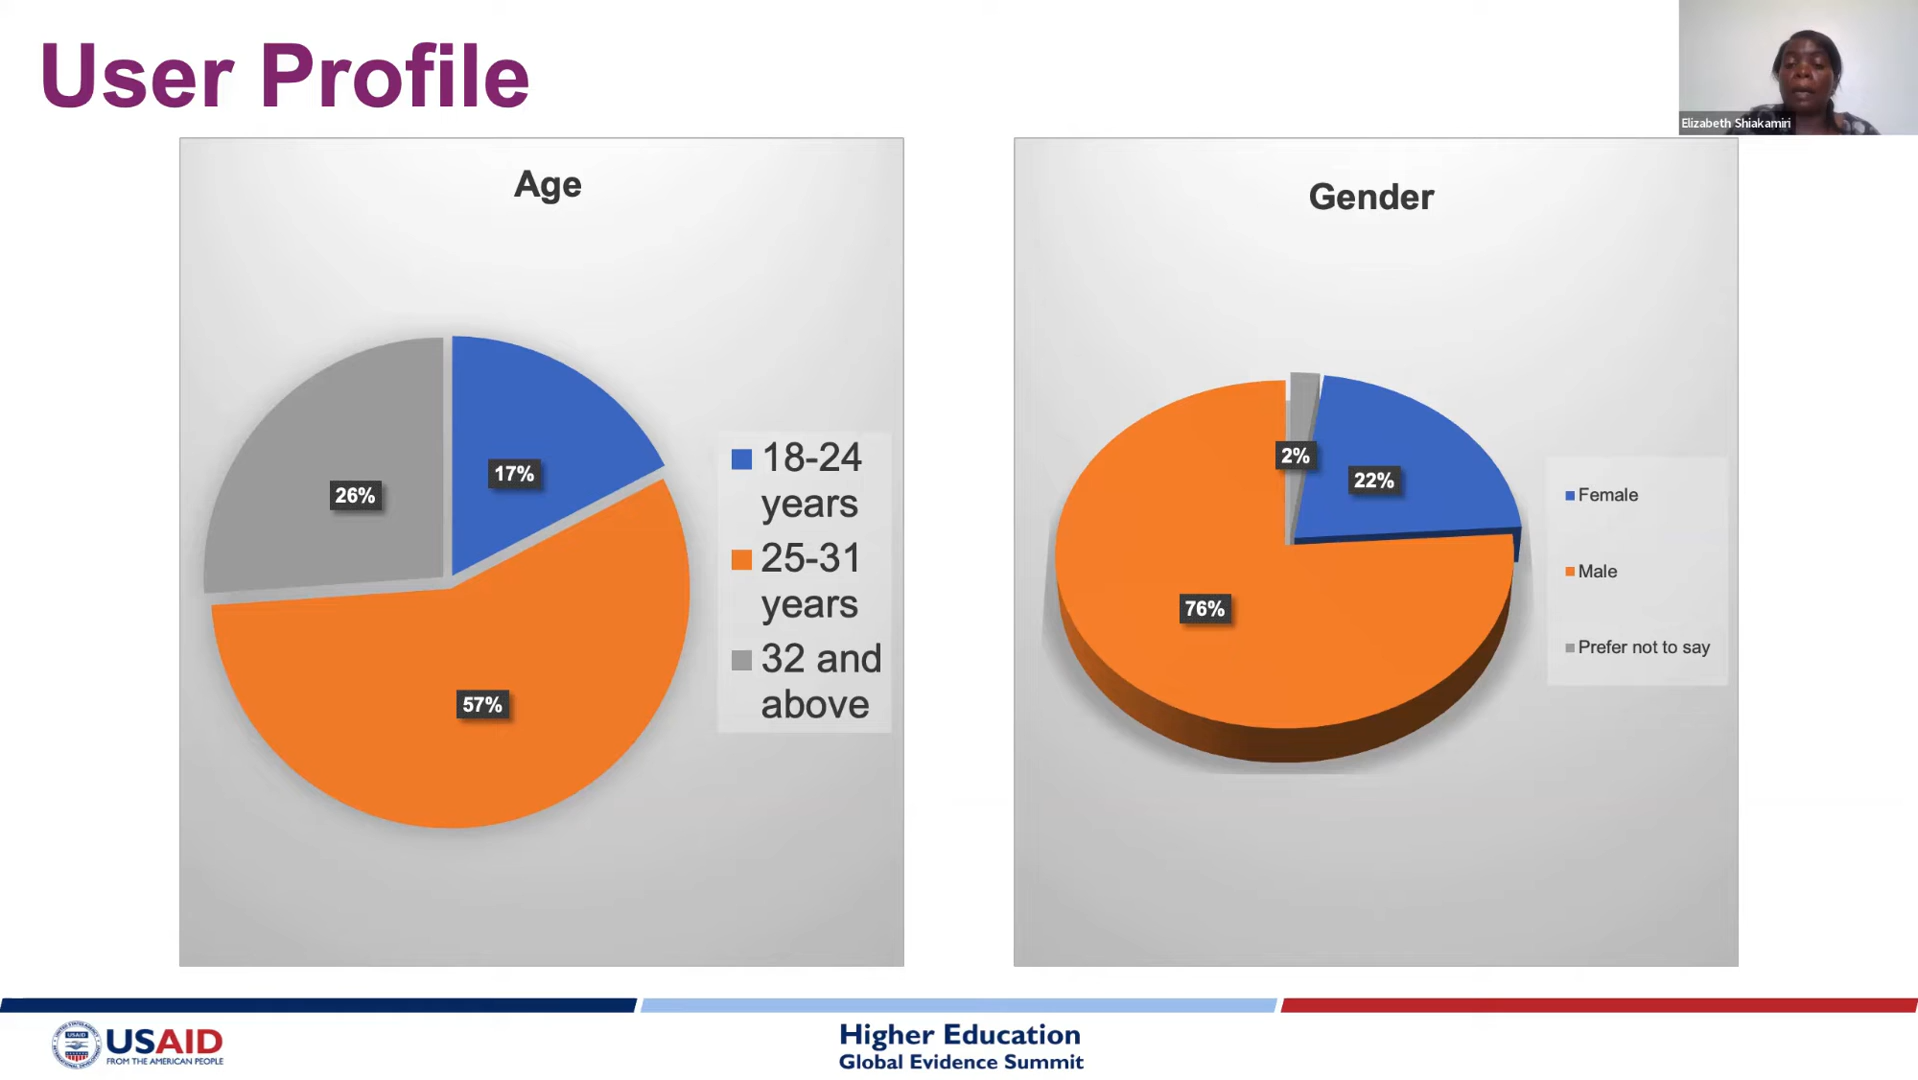 User Profile
Elizabeth Shiakamiri
Age
17%
26%
57%
18-24
years
25-31
years
32 and
above
Gender
2%
22%
76%
Female
Male
Prefer not to say
USAID
FROM THE AMERICAN PEOPLE
Higher Education
Global Evidence Summit